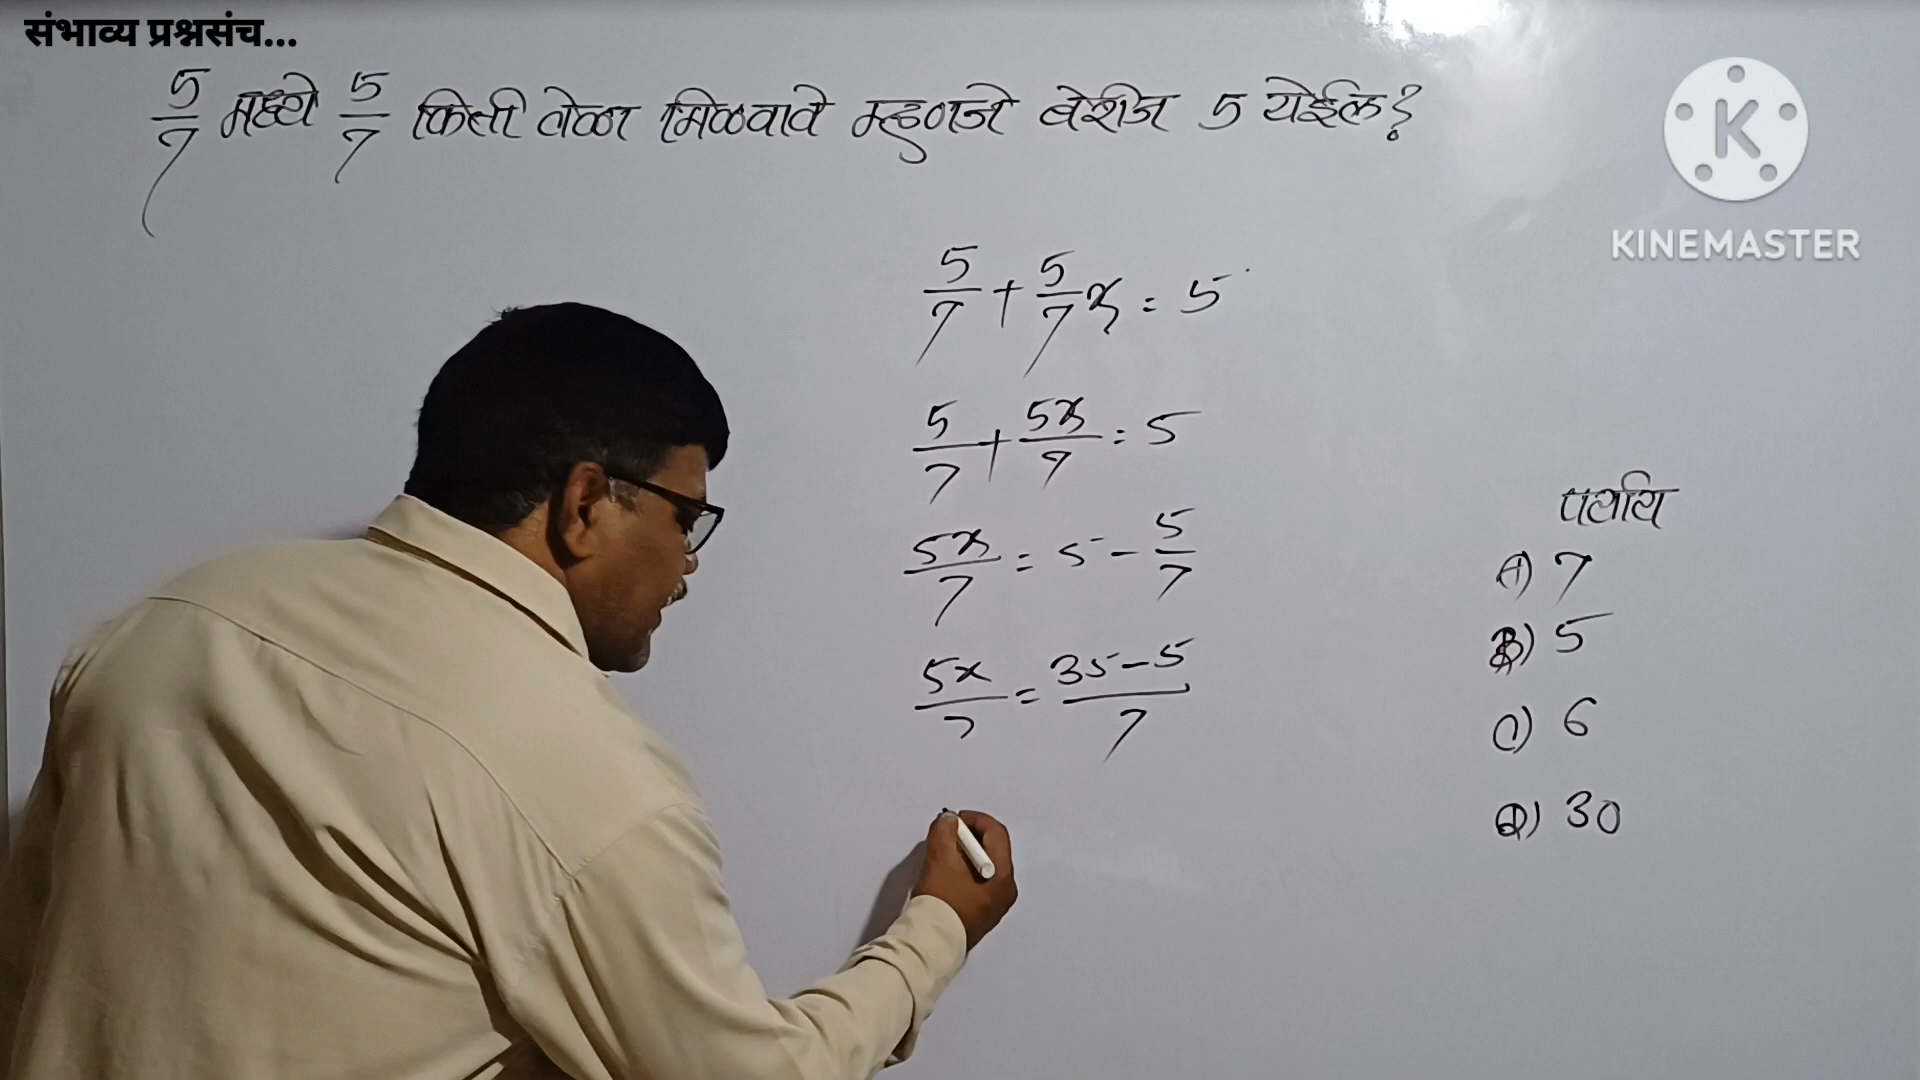 संभाव्य प्रश्नसंच...
5/7 मध्ये 5/7 किती वेळा मिळवावे म्हणजे बेरीज 5 येईल?
KINEMASTER
5/7 + 5/7 x = 5
5/7 + 5x/7 = 5
5x/7 = 5 - 5/7
5x/7 = 35-5/7
पर्याय
A) 7
B) 5
C) 6
D) 30